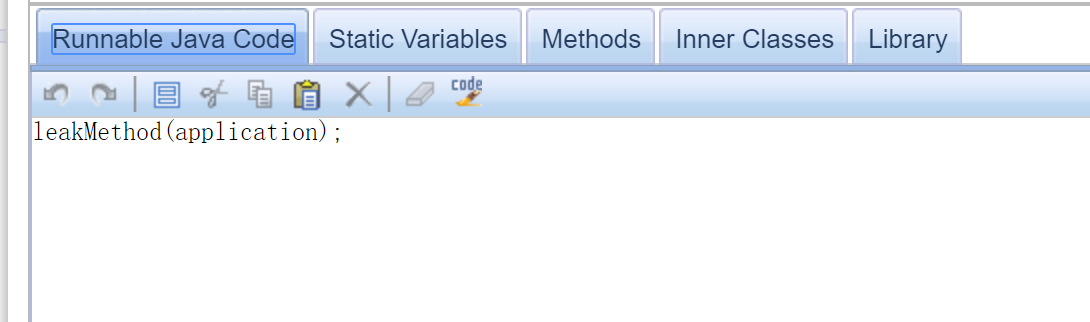 Runnable Java Code Static Variables Methods Inner Classes Library
code
leakMethod(application);